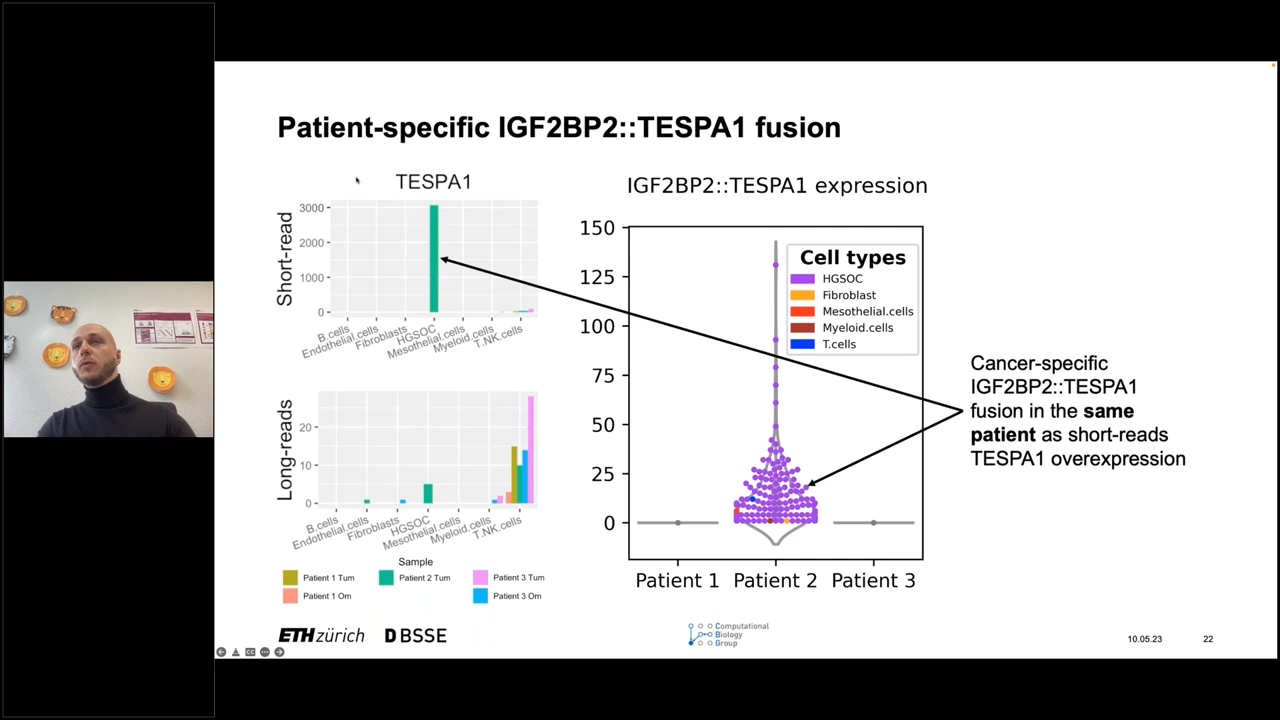 Patient-specific IGF2BP2::TESPA1 fusion
TESPA1
Short-read
3000
2000
1000
0
B.cells
Endothelial.cells
Fibroblasts
HGSOC
Mesothelial.cells
Myeloid.cells
T.NK.cells
Long-reads
20
10
0
B.cells
Endothelial.cells
Fibroblasts
HGSOC
Mesothelial.cells
Myeloid.cells
T.NK.cells
Sample
Patient 1 Tum
Patient 2 Tum
Patient 3 Tum
Patient 1 Om
Patient 3 Om
IGF2BP2::TESPA1 expression
150
125
100
75
50
25
0
Cell types
HGSOC
Fibroblast
Mesothelial.cells
Myeloid.cells
T.cells
Patient 1
Patient 2
Patient 3
Cancer-specific
IGF2BP2::TESPA1
fusion in the same
patient as short-reads
TESPA1 overexpression
ETH zürich
D BSSE
Computational
Biology
Group
10.05.23
22